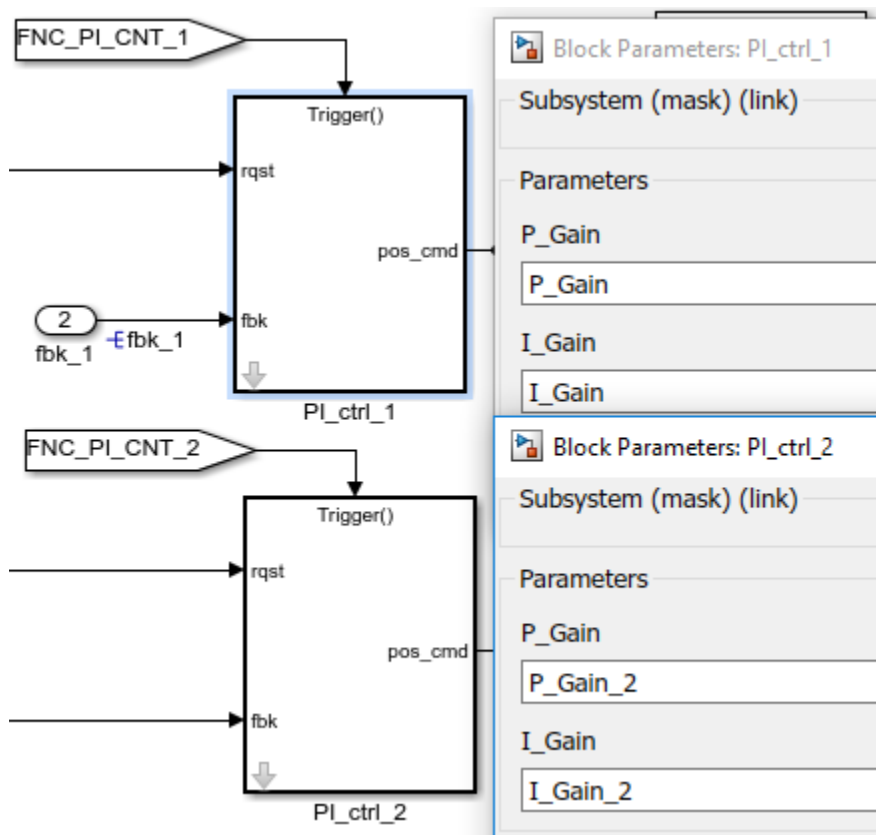 FNC_PI_CNT_1
Trigger()
rqst
pos_cmd
2
fbk_1
fbk_1
fbk
PI_ctrl_1
FNC_PI_CNT_2
Trigger()
rqst
pos_cmd
fbk
PI_ctrl_2
Block Parameters: PI_ctrl_1
Subsystem (mask) (link)
Parameters
P_Gain
P_Gain
I_Gain
I_Gain
Block Parameters: PI_ctrl_2
Subsystem (mask) (link)
Parameters
P_Gain
P_Gain_2
I_Gain
I_Gain_2